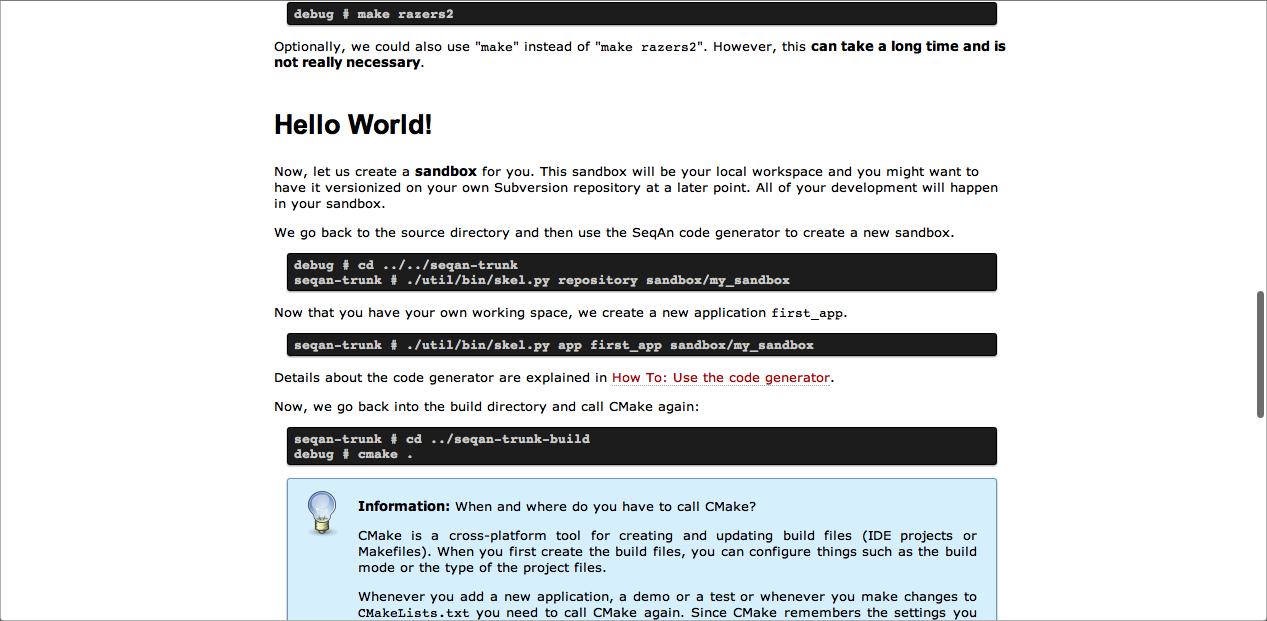 debug # make razers2
Optionally, we could also use "make" instead of "make razers2". However, this can take a long time and is
not really necessary.
Hello World!
Now, let us create a sandbox for you. This sandbox will be your local workspace and you might want to
have it versionized on your own Subversion repository at a later point. All of your development will happen
in your sandbox.
We go back to the source directory and then use the SeqAn code generator to create a new sandbox.
debug # cd ../../seqan-trunk
seqan-trunk # ./util/bin/skel.py repository sandbox/my_sandbox
Now that you have your own working space, we create a new application first_app.
seqan-trunk # ./util/bin/skel.py app first_app sandbox/my_sandbox
Details about the code generator are explained in How To: Use the code generator.
Now, we go back into the build directory and call CMake again:
seqan-trunk # cd ../seqan-trunk-build
debug # cmake .
Information: When and where do you have to call CMake?
CMake is a cross-platform tool for creating and updating build files (IDE projects or
Makefiles). When you first create the build files, you can configure things such as the build
mode or the type of the project files.
Whenever you add a new application, a demo or a test or whenever you make changes to
CMakeLists.txt you need to call CMake again. Since CMake remembers the settings you